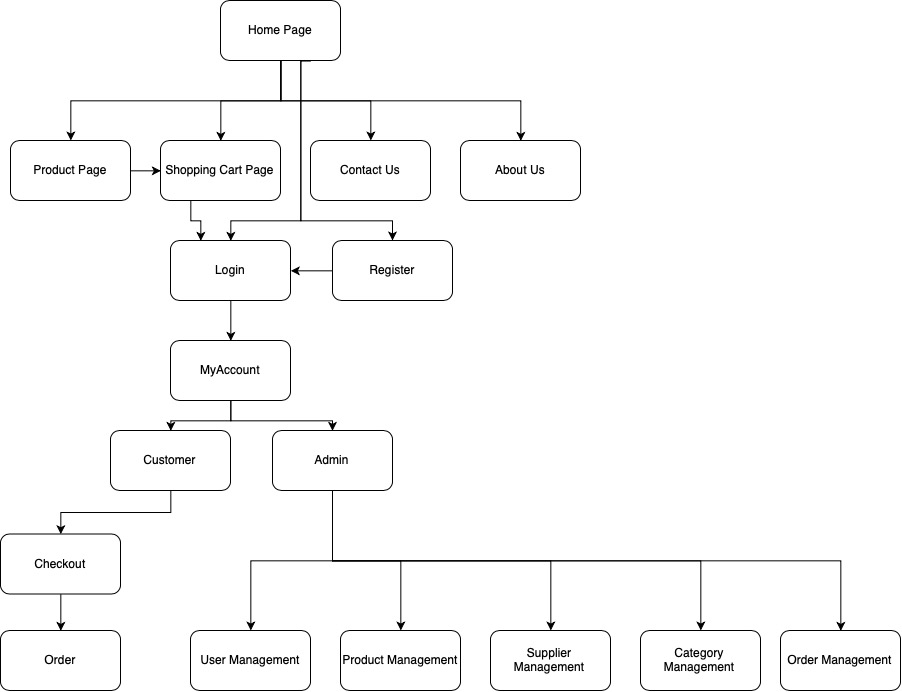 Home Page
Product Page
Shopping Cart Page
Contact Us
About Us
Login
Register
MyAccount
Customer
Admin
Checkout
Order
User Management
Product Management
Supplier
Management
Category
Management
Order Management